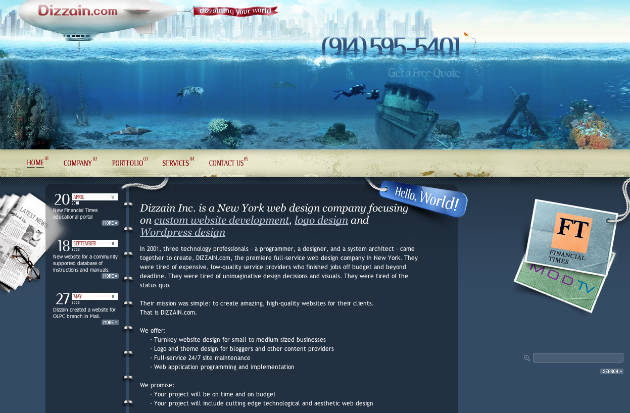 Dizzain.com
dizzaining your world
(914) 595-5401
Get a Free Quote
HOME
COMPANY
PORTFOLIO
SERVICES
CONTACT US
LATEST NEWS
20 APRIL
New Financial Times
educational portal
MORE
18 SEPTEMBER
New website for a community
supported database of
instructions and manuals.
MORE
27 MAY
Dizzain created a website for
OLPC branch in Mali.
MORE
Hello, World!
Dizzain Inc. is a New York web design company focusing
on custom website development, logo design and
Wordpress design
In 2001, three technology professionals - a programmer, a designer, and a system architect - came
together to create, DIZZAIN.com, the premiere full-service web design company in New York. They
were tired of expensive, low-quality service providers who finished jobs off budget and beyond
deadline. They were tired of unimaginative design decisions and visuals. They were tired of the
status quo.
Their mission was simple: to create amazing, high-quality websites for their clients.
That is DIZZAIN.com.
We offer:
- Turnkey website design for small to medium sized businesses
- Logo and theme design for bloggers and other content providers
- Full-service 24/7 site maintenance
- Web application programming and implementation
We promise:
- Your project will be on time and on budget
- Your project will include cutting edge technological and aesthetic web design
FT
FINANCIAL
TIMES
MOD TV
SEARCH